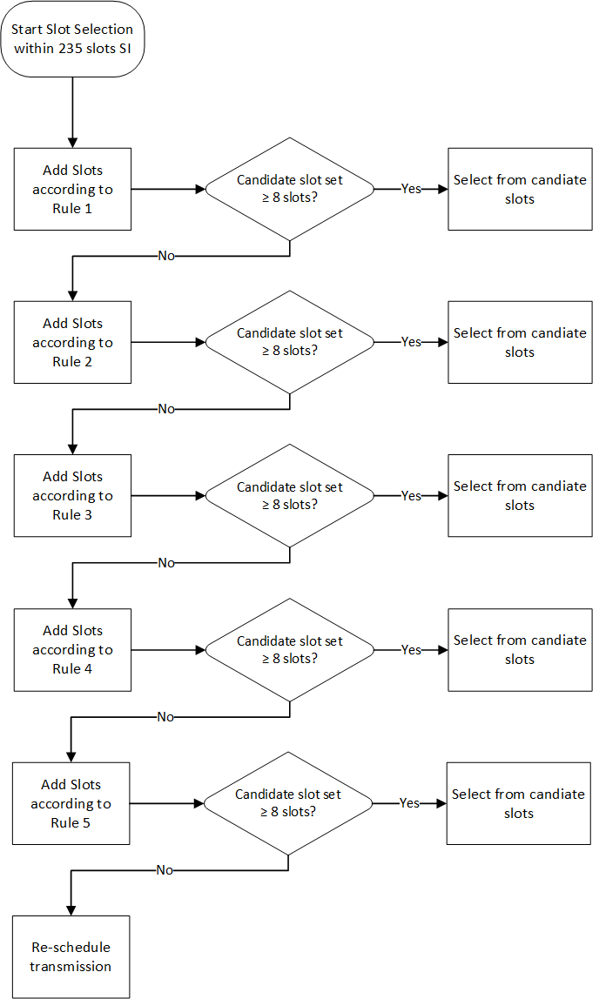 Start Slot Selection
within 235 slots SI
Add Slots
according to
Rule 1
Candidate slot set
≥ 8 slots?
Yes
Select from candiate
slots
No
Add Slots
according to
Rule 2
Candidate slot set
≥ 8 slots?
Yes
Select from candiate
slots
No
Add Slots
according to
Rule 3
Candidate slot set
≥ 8 slots?
Yes
Select from candiate
slots
No
Add Slots
according to
Rule 4
Candidate slot set
≥ 8 slots?
Yes
Select from candiate
slots
No
Add Slots
according to
Rule 5
Candidate slot set
≥ 8 slots?
Yes
Select from candiate
slots
No
Re-schedule
transmission